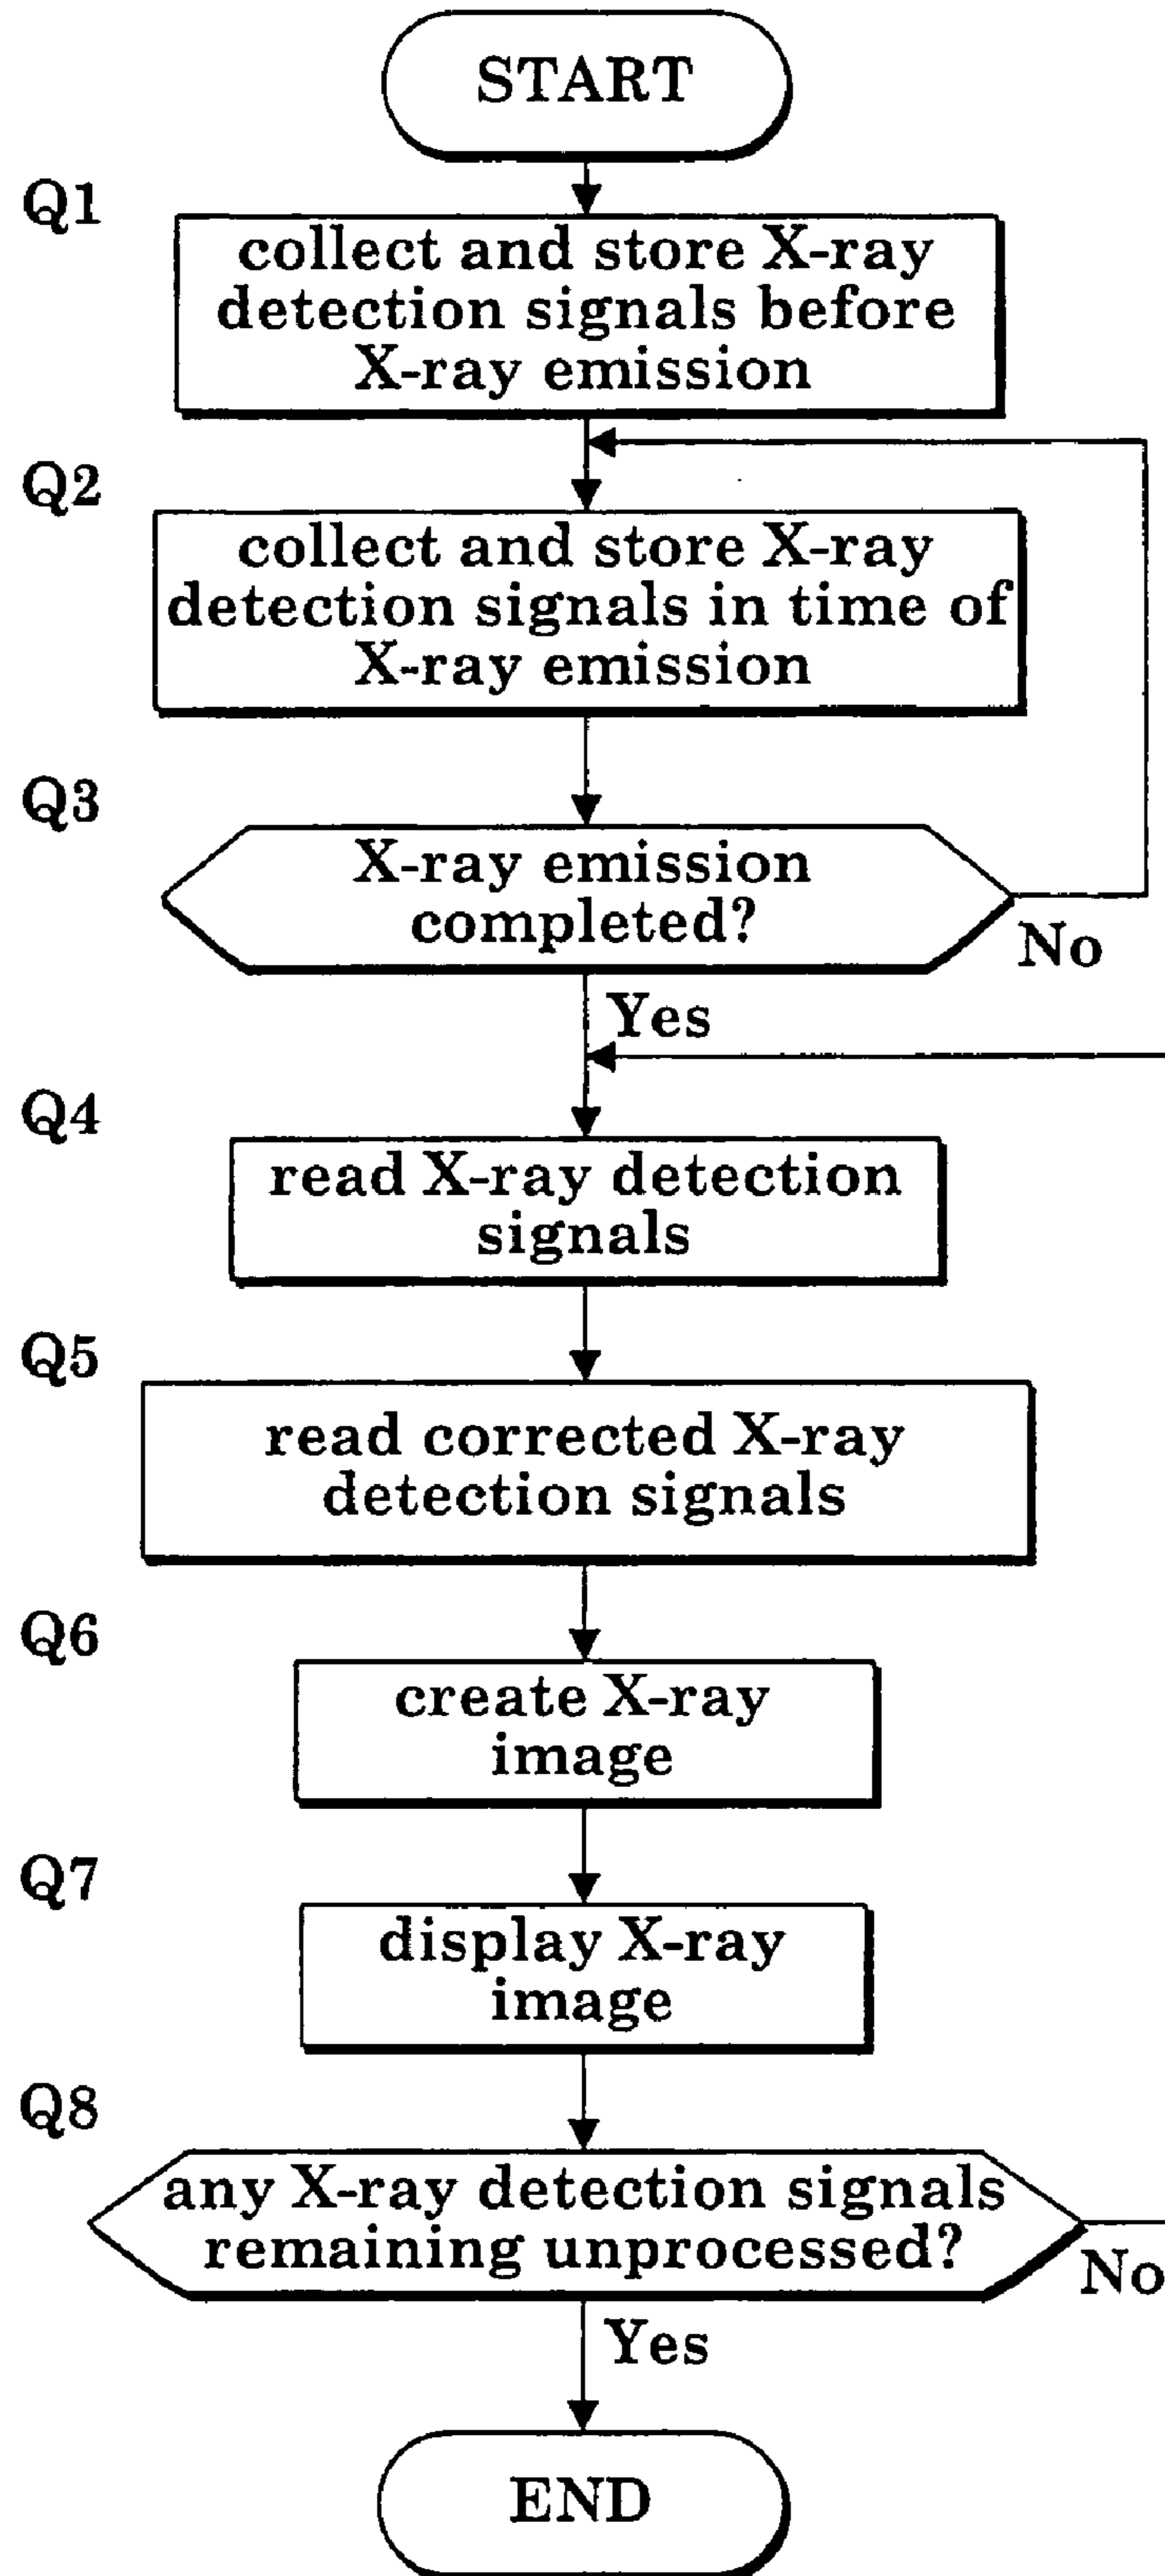 START
Q1
collect and store X-ray
detection signals before
X-ray emission
Q2
collect and store X-ray
detection signals in time of
X-ray emission
Q3
X-ray emission
completed?
No
Yes
Q4
read X-ray detection
signals
Q5
read corrected X-ray
detection signals
Q6
create X-ray
image
Q7
display X-ray
image
Q8
any X-ray detection signals
remaining unprocessed?
No
Yes
END